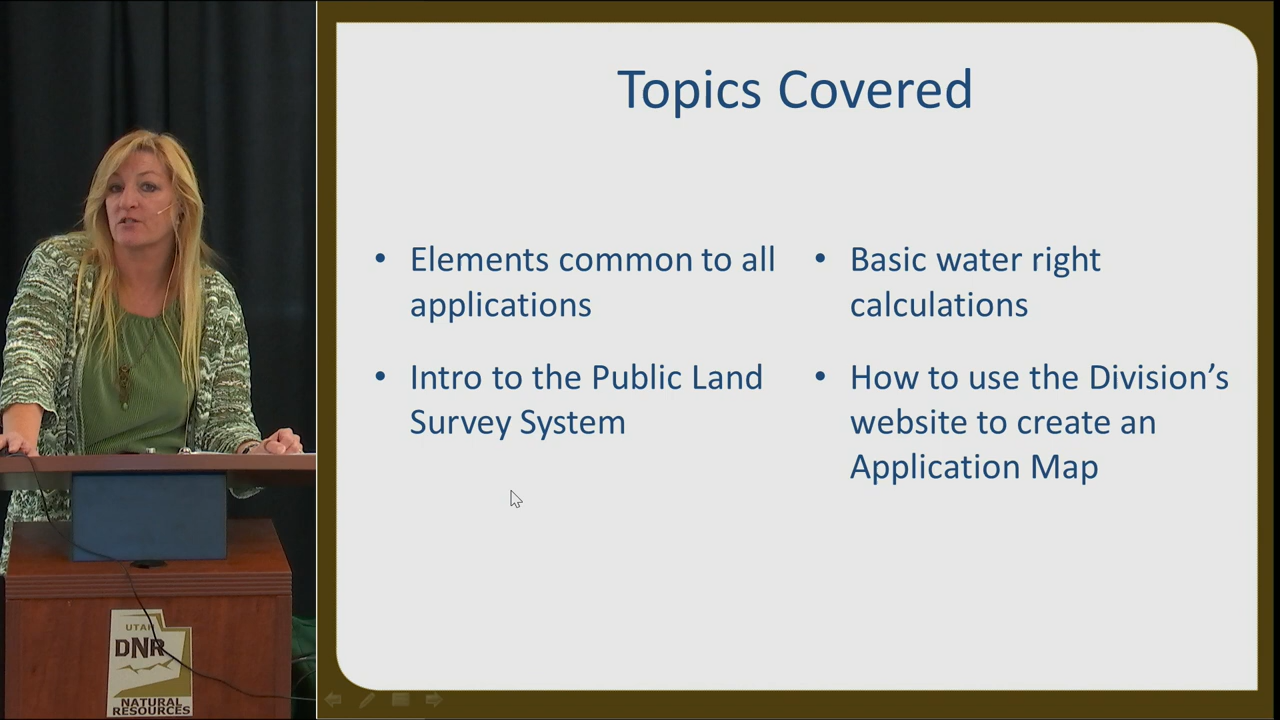 Topics Covered
• Elements common to all
applications
• Intro to the Public Land
Survey System
• Basic water right
calculations
• How to use the Division’s
website to create an
Application Map
UTAH
DNR
NATURAL
RESOURCES